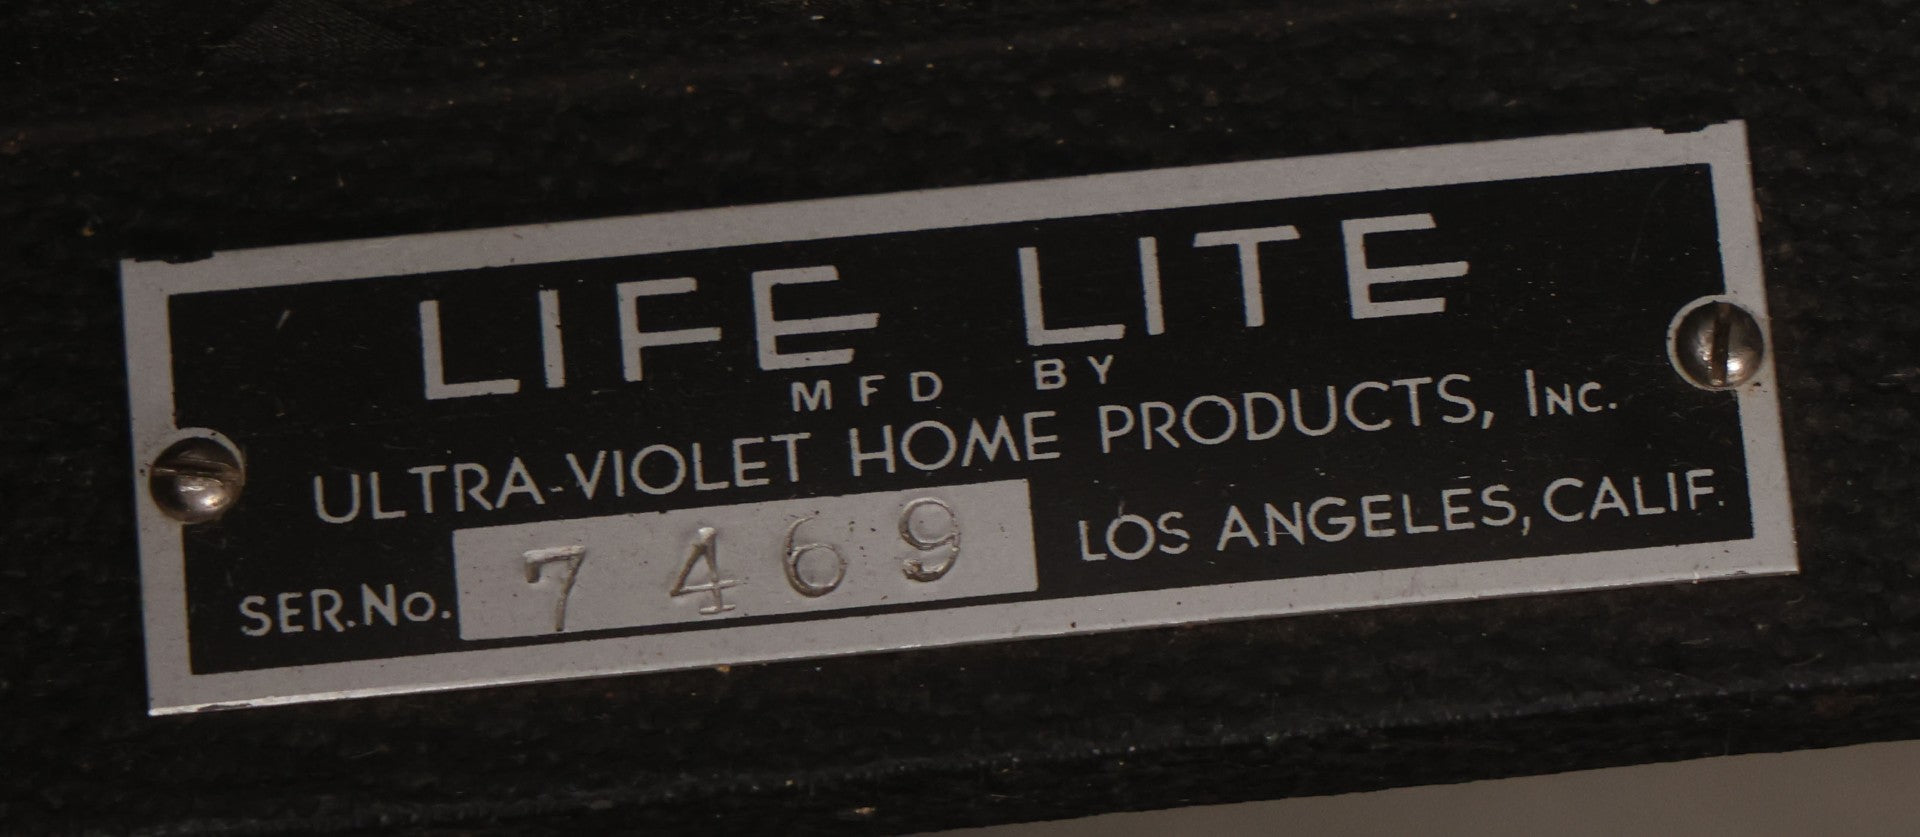 LIFE LITE
MFD BY
ULTRA-VIOLET HOME PRODUCTS, INC.
SER. No. 7469 LOS ANGELES, CALIF.